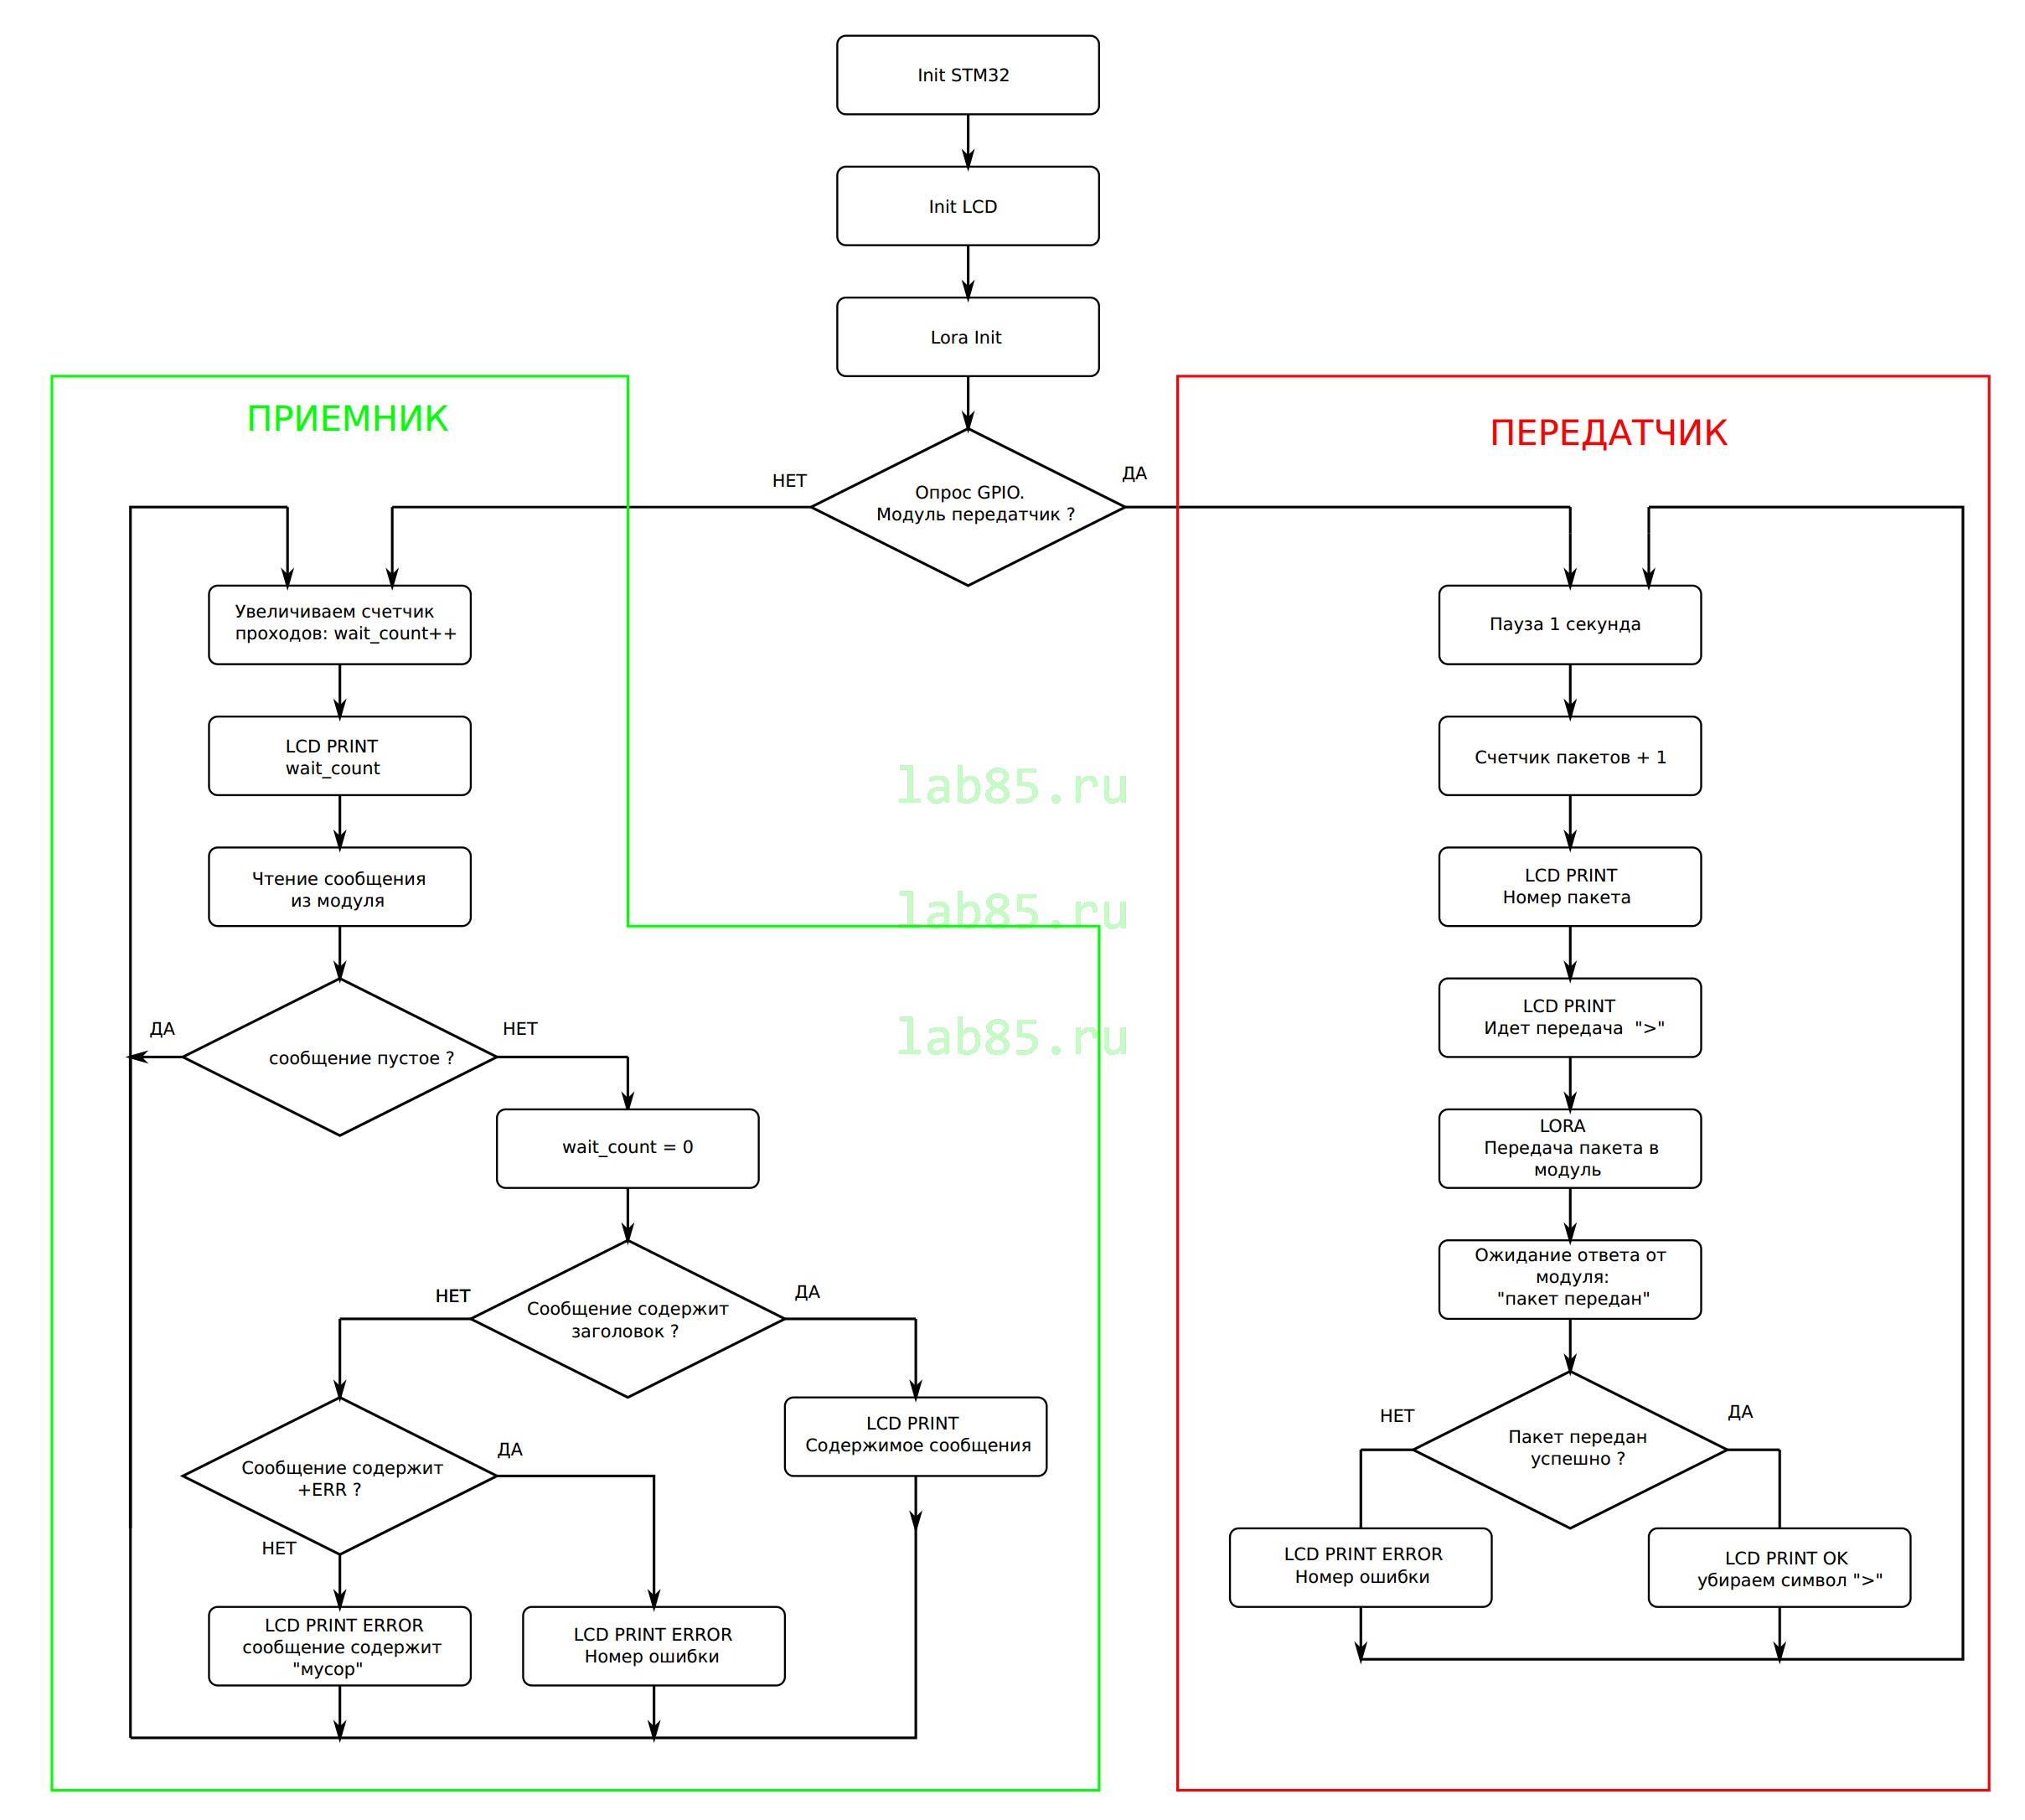 Init STM32
Init LCD
Lora Init
ПРИЕМНИК
ПЕРЕДАТЧИК
НЕТ
ДА
Опрос GPIO.
Модуль передатчик ?
Увеличиваем счетчик
проходов: wait_count++
LCD PRINT
wait_count
Чтение сообщения
из модуля
ДА
НЕТ
сообщение пустое ?
wait_count = 0
НЕТ
ДА
Сообщение содержит
заголовок ?
LCD PRINT
Содержимое сообщения
ДА
Сообщение содержит
+ERR ?
НЕТ
LCD PRINT ERROR
сообщение содержит
"мусор"
LCD PRINT ERROR
Номер ошибки
lab85.ru
lab85.ru
lab85.ru
Пауза 1 секунда
Счетчик пакетов + 1
LCD PRINT
Номер пакета
LCD PRINT
Идет передача  ">"
LORA
Передача пакета в
модуль
Ожидание ответа от
модуля:
"пакет передан"
НЕТ
ДА
Пакет передан
успешно ?
LCD PRINT ERROR
Номер ошибки
LCD PRINT OK
убираем символ ">"